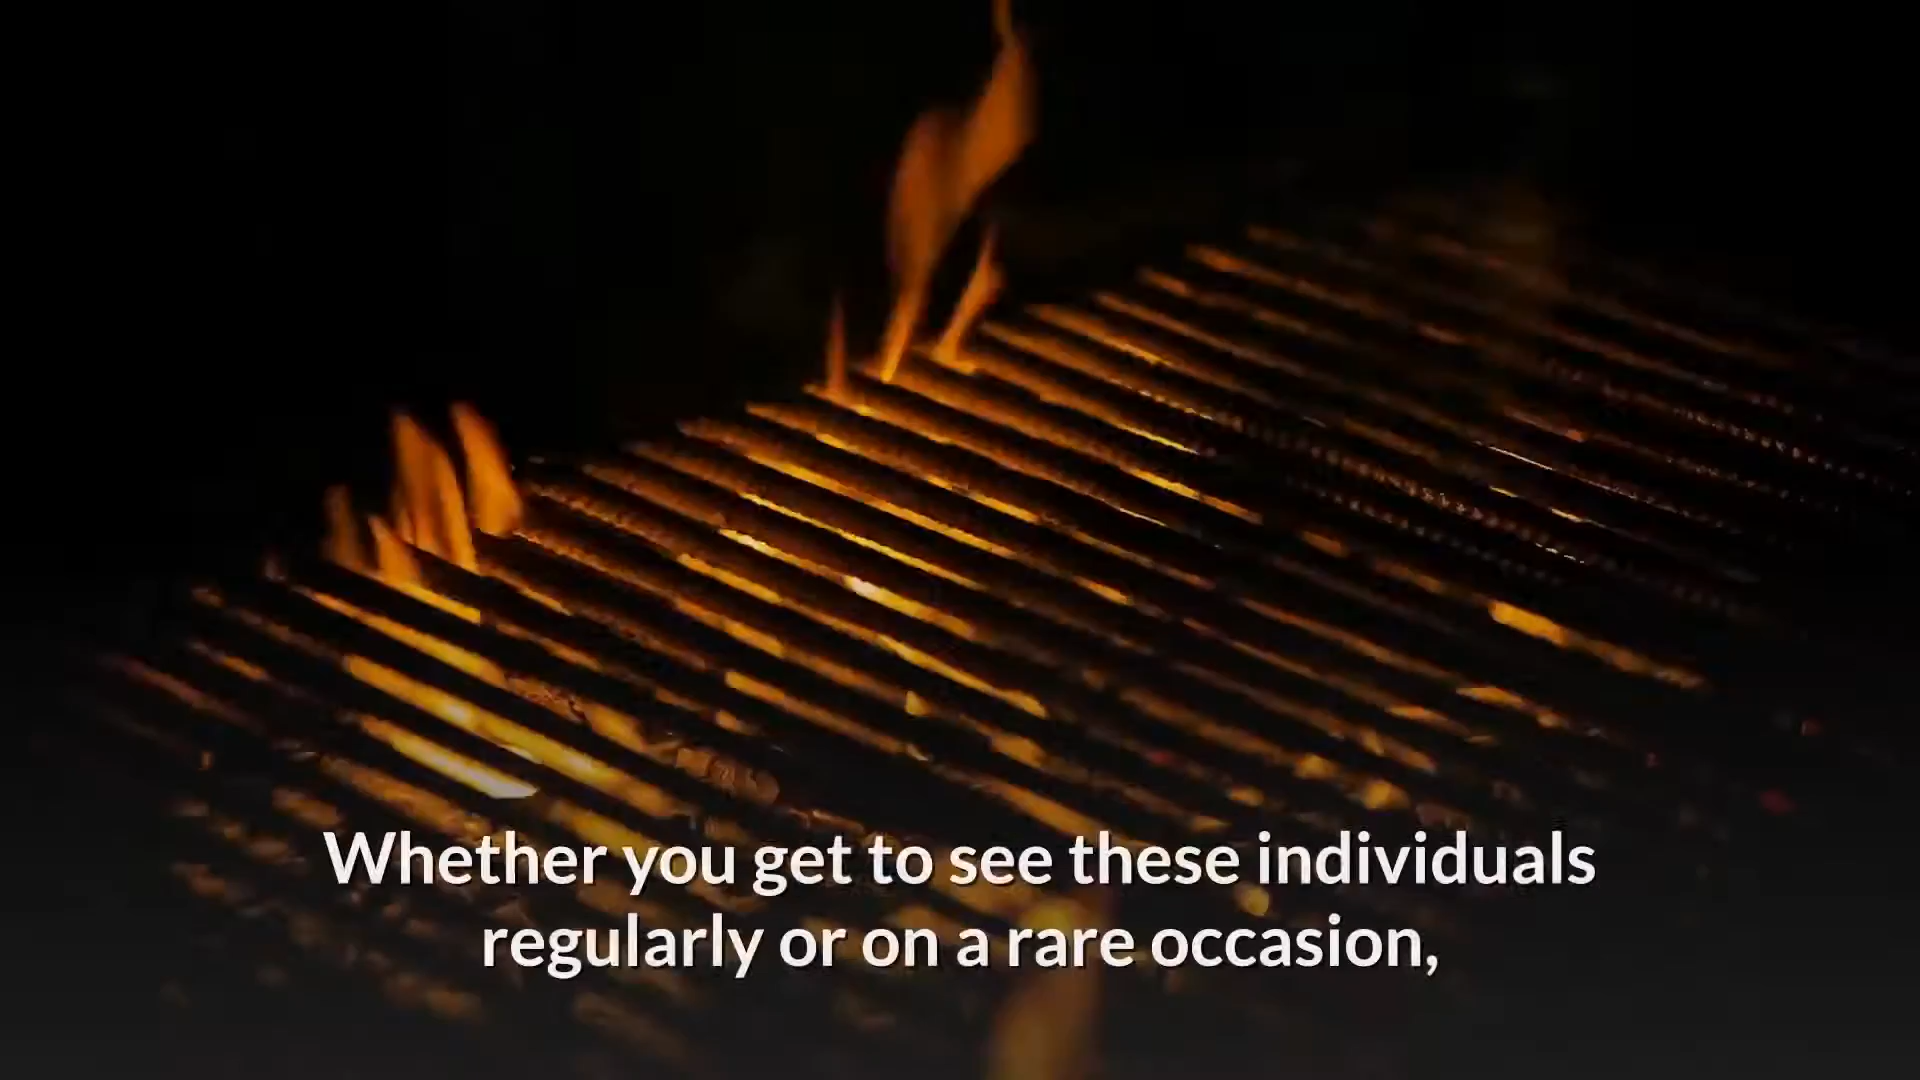 Whether you get to see these individuals
regularly or on a rare occasion,